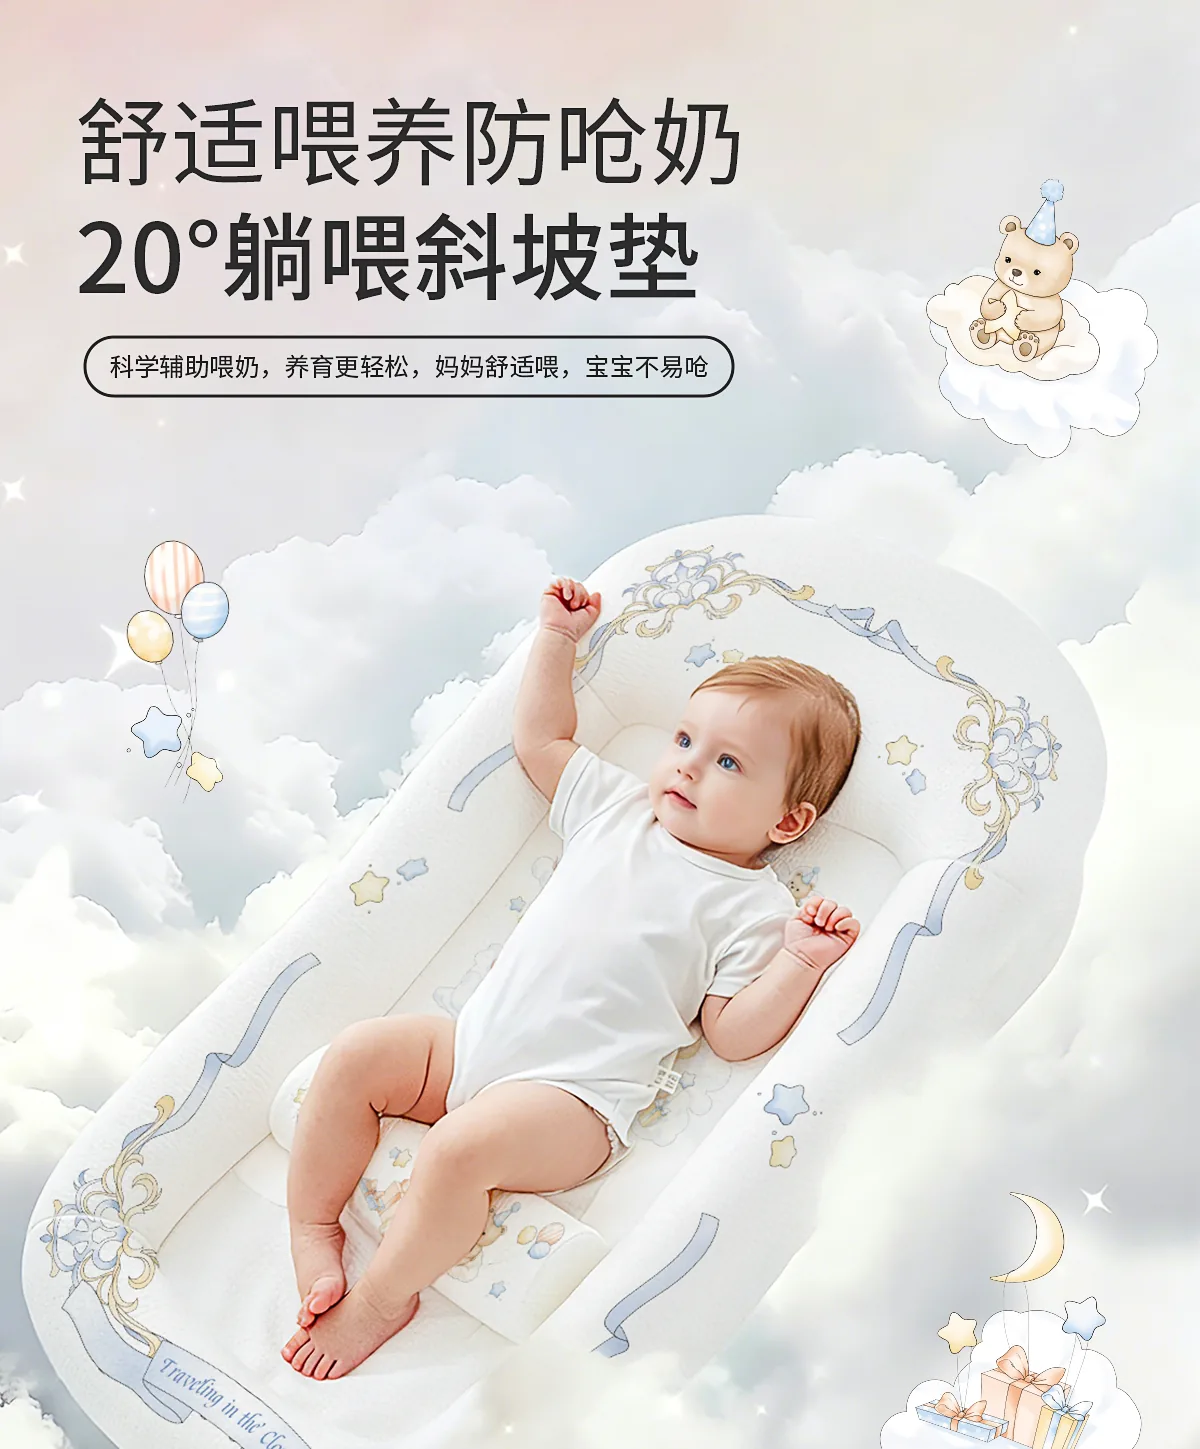 舒适喂养防呛奶
20°躺喂斜坡垫
科学辅助喂奶，养育更轻松，妈妈舒适喂，宝宝不易呛
Traveling in the